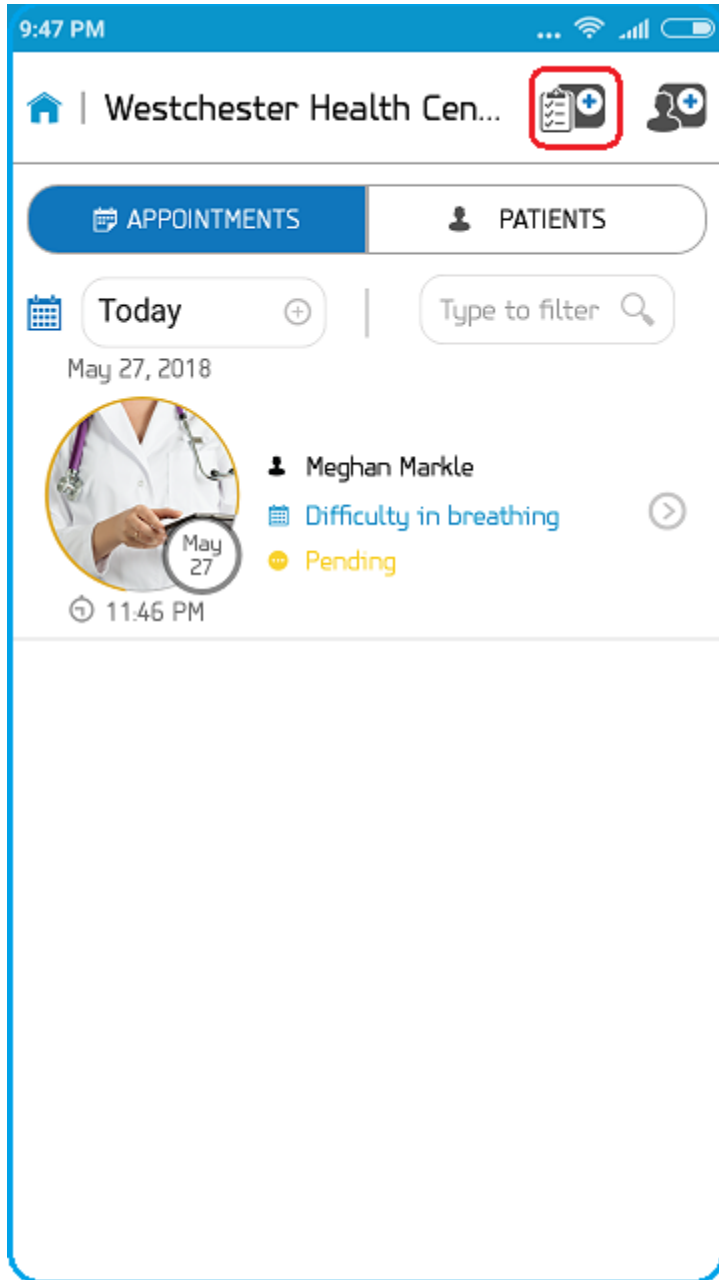 9:47 PM
Westchester Health Cen...
APPOINTMENTS
PATIENTS
Today
Type to filter
May 27, 2018
Meghan Markle
Difficulty in breathing
May
27
Pending
11:46 PM